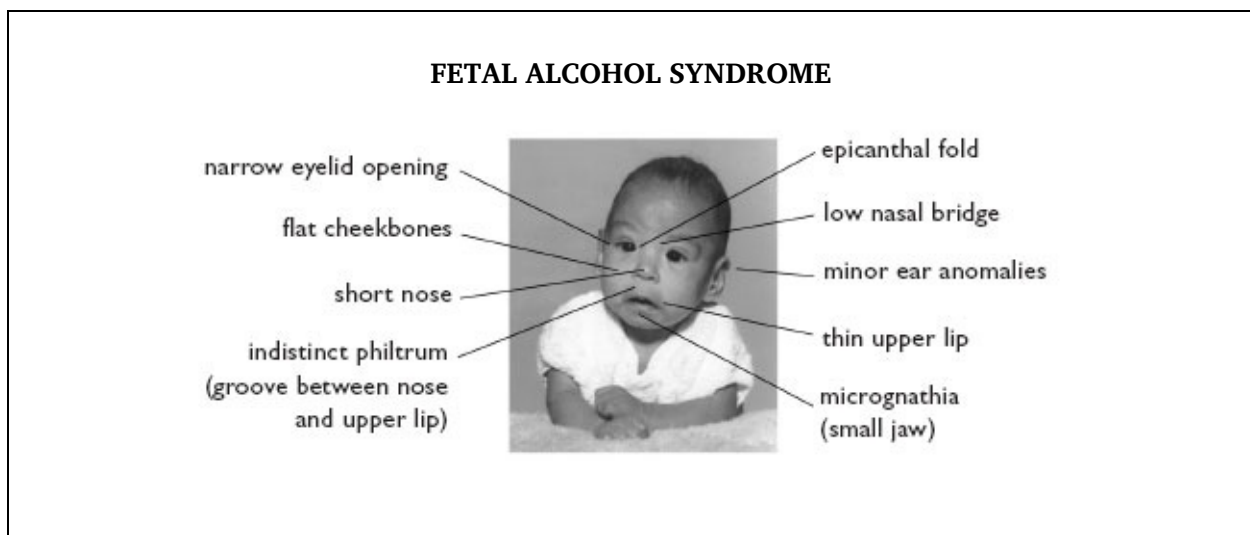 FETAL ALCOHOL SYNDROME
narrow eyelid opening
flat cheekbones
short nose
indistinct philtrum
(groove between nose
and upper lip)
epicanthal fold
low nasal bridge
minor ear anomalies
thin upper lip
micrognathia
(small jaw)